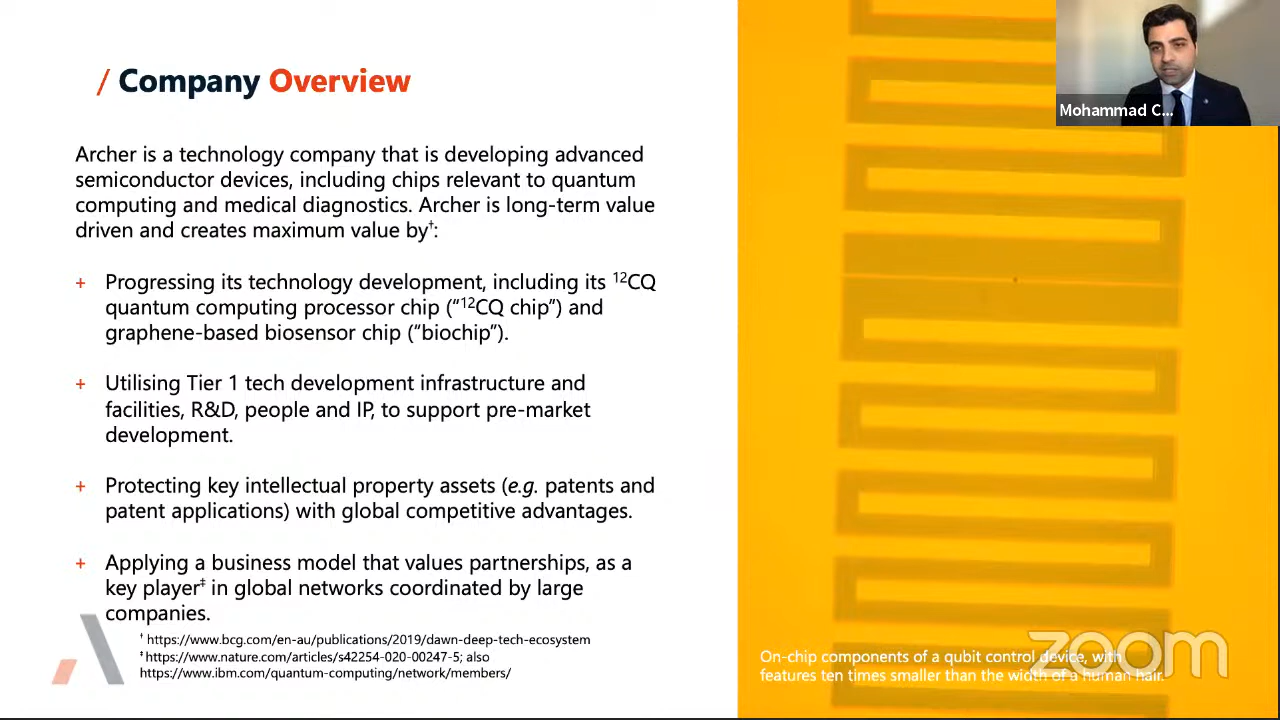 / Company Overview
Archer is a technology company that is developing advanced
semiconductor devices, including chips relevant to quantum
computing and medical diagnostics. Archer is long-term value
driven and creates maximum value by†:
+ Progressing its technology development, including its ¹²CQ
quantum computing processor chip (“¹²CQ chip”) and
graphene-based biosensor chip (“biochip”).
+ Utilising Tier 1 tech development infrastructure and
facilities, R&D, people and IP, to support pre-market
development.
+ Protecting key intellectual property assets (e.g. patents and
patent applications) with global competitive advantages.
+ Applying a business model that values partnerships, as a
key player‡ in global networks coordinated by large
companies.
† https://www.bcg.com/en-au/publications/2019/dawn-deep-tech-ecosystem
‡ https://www.nature.com/articles/s42254-020-00247-5; also
https://www.ibm.com/quantum-computing/network/members/
Mohammad C...
On-chip components of a qubit control device, with
features ten times smaller than the width of a human hair.
zoom